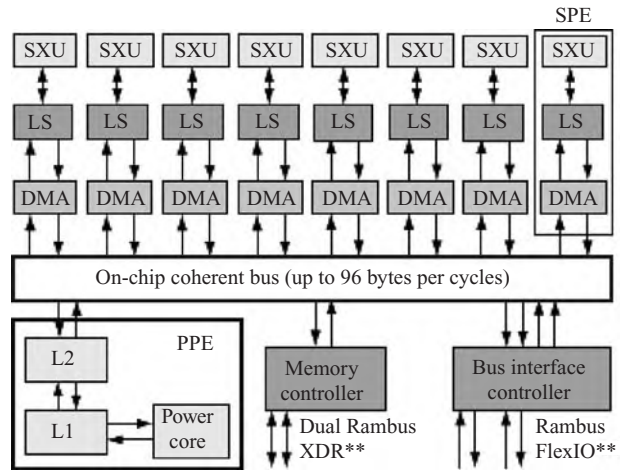 SPE
SXU SXU SXU SXU SXU SXU SXU SXU
LS LS LS LS LS LS LS LS
DMA DMA DMA DMA DMA DMA DMA DMA
On-chip coherent bus (up to 96 bytes per cycles)
PPE
L2
L1
Power
core
Memory
controller
Dual Rambus
XDR**
Bus interface
controller
Rambus
FlexIO**